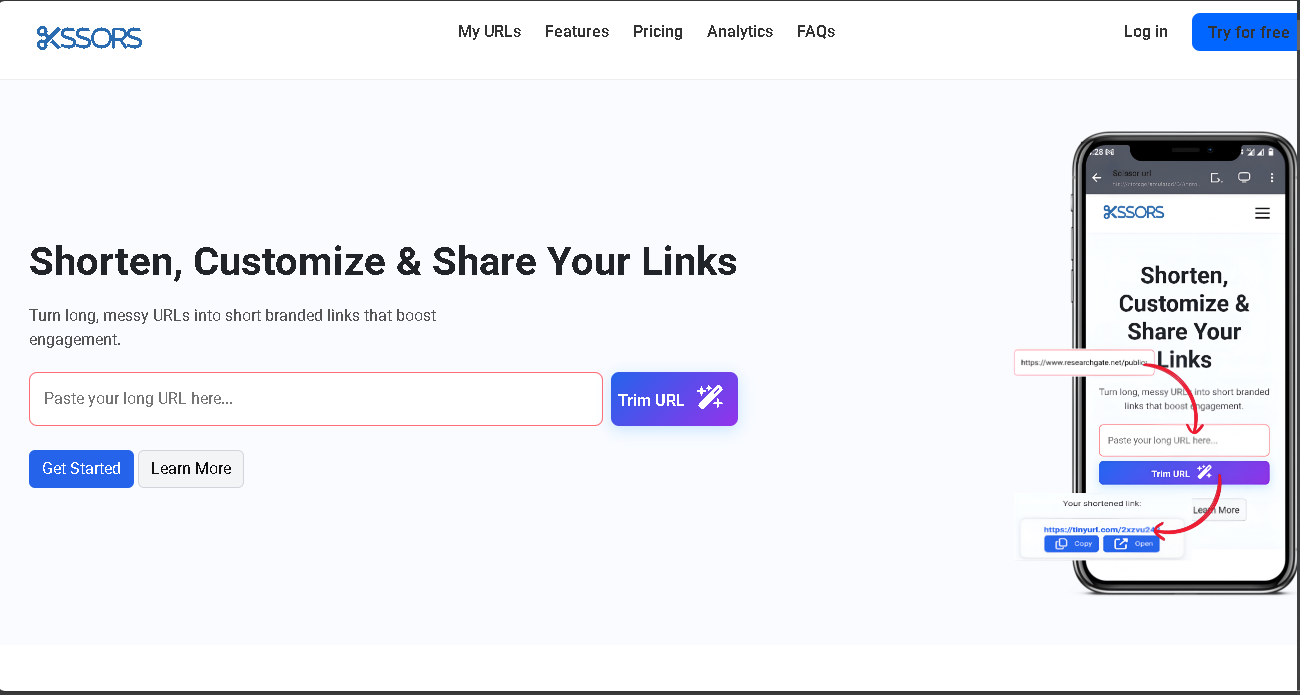 KSSORS
My URLs Features Pricing Analytics FAQs
Log in
Try for free
Shorten, Customize & Share Your Links
Turn long, messy URLs into short branded links that boost
engagement.
Paste your long URL here...
Trim URL
Get Started
Learn More
Scissor url
KSSORS
Shorten,
Customize &
Share Your
Links
https://www.researchgate.net/public
Turn long, messy URLs into short branded
links that boost engagement.
Paste your long URL here...
Trim URL
Learn More
Your shortened link:
Copy
Open